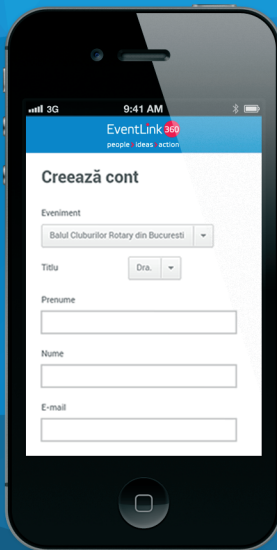 3G
9:41 AM
EventLink 360
people ideas action
Creează cont
Eveniment
Balul Cluburilor Rotary din Bucuresti
Titlu
Dra.
Prenume
Nume
E-mail